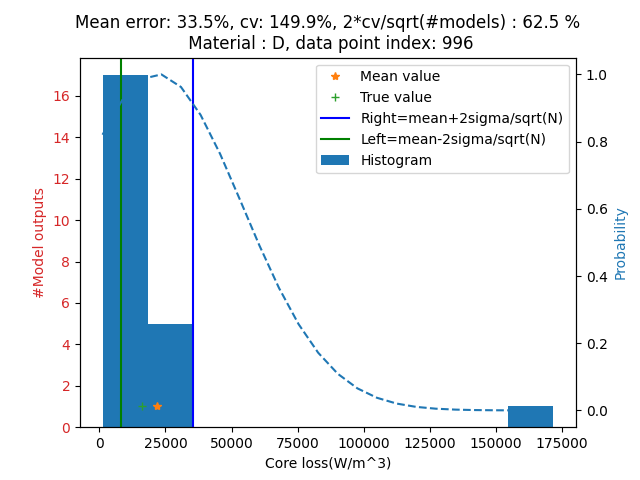 Mean error: 33.5%, cv: 149.9%, 2*cv/sqrt(#models) : 62.5 %
Material : D, data point index: 996
Mean value
True value
Right=mean+2sigma/sqrt(N)
Left=mean-2sigma/sqrt(N)
Histogram
16
14
12
10
8
6
4
2
0
#Model outputs
1.0
0.8
0.6
0.4
0.2
0.0
Probability
0 25000 50000 75000 100000 125000 150000 175000
Core loss(W/m^3)